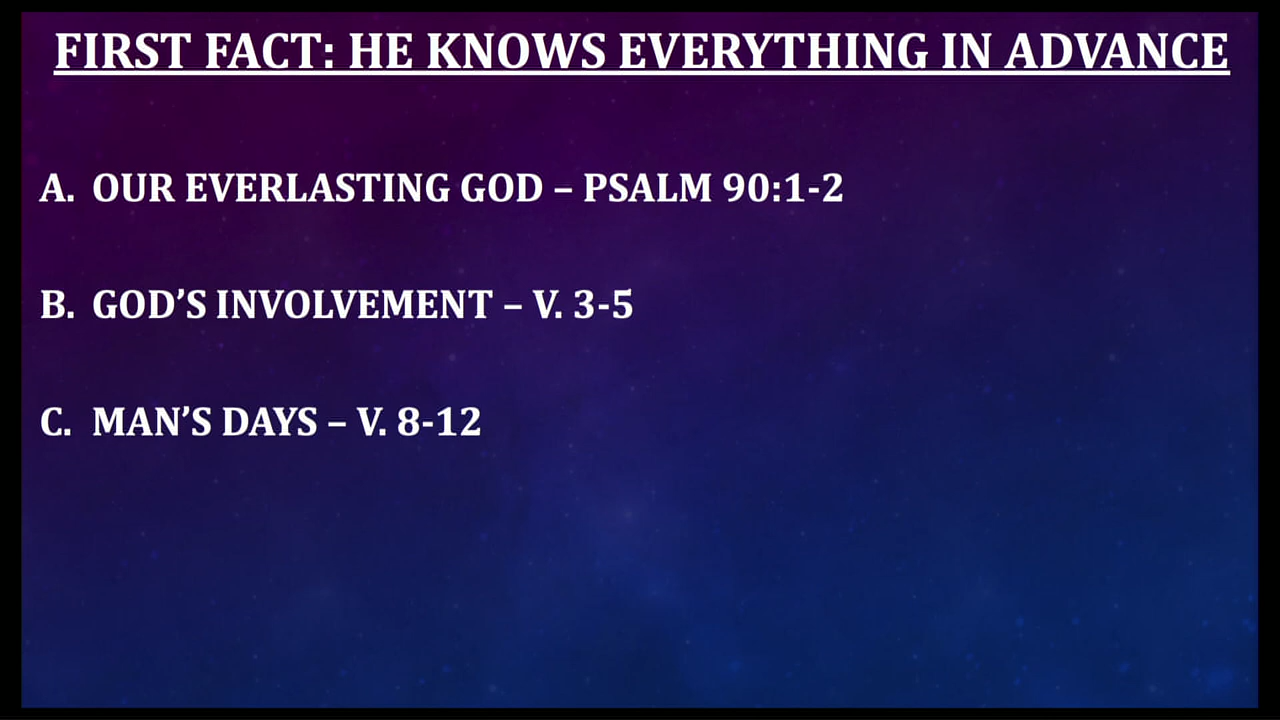 FIRST FACT: HE KNOWS EVERYTHING IN ADVANCE
A. OUR EVERLASTING GOD – PSALM 90:1-2
B. GOD’S INVOLVEMENT – V. 3-5
C. MAN’S DAYS – V. 8-12